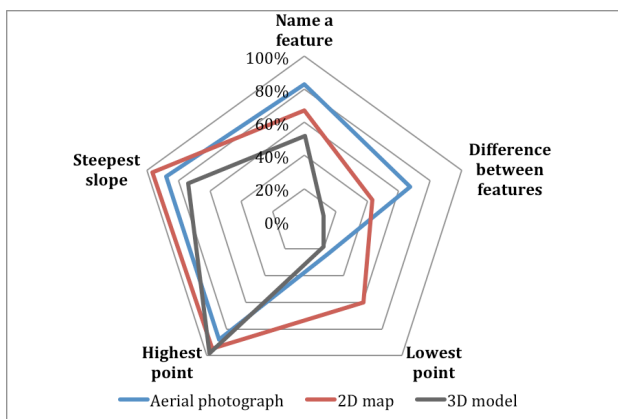 Name a
feature
100%
80%
60%
40%
20%
0%
Steepest
slope
Difference
between
features
Highest
point
Lowest
point
Aerial photograph 2D map 3D model